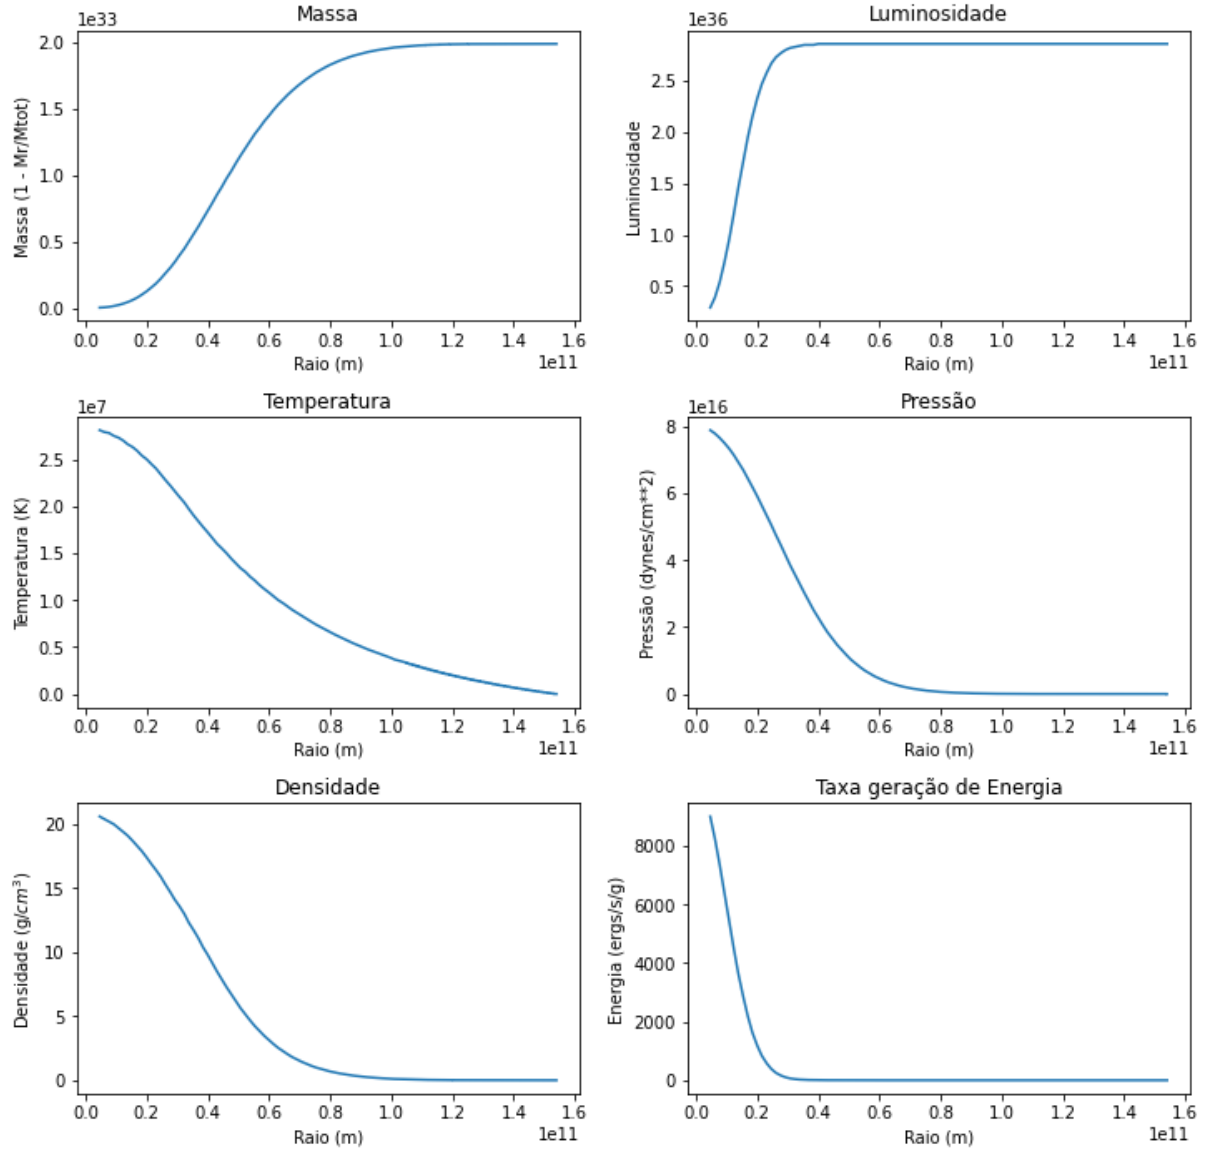 Massa
1e33
Massa (1 - Mr/Mtot)
2.0
1.5
1.0
0.5
0.0
0.0 0.2 0.4 0.6 0.8 1.0 1.2 1.4 1.6
Raio (m)
1e11
Luminosidade
1e36
Luminosidade
2.5
2.0
1.5
1.0
0.5
0.0 0.2 0.4 0.6 0.8 1.0 1.2 1.4 1.6
Raio (m)
1e11
Temperatura
1e7
Temperatura (K)
2.5
2.0
1.5
1.0
0.5
0.0
0.0 0.2 0.4 0.6 0.8 1.0 1.2 1.4 1.6
Raio (m)
1e11
Pressão
1e16
Pressão (dynes/cm**2)
8
6
4
2
0
0.0 0.2 0.4 0.6 0.8 1.0 1.2 1.4 1.6
Raio (m)
1e11
Densidade
Densidade (g/cm³)
20
15
10
5
0
0.0 0.2 0.4 0.6 0.8 1.0 1.2 1.4 1.6
Raio (m)
1e11
Taxa geração de Energia
Energia (ergs/s/g)
8000
6000
4000
2000
0
0.0 0.2 0.4 0.6 0.8 1.0 1.2 1.4 1.6
Raio (m)
1e11